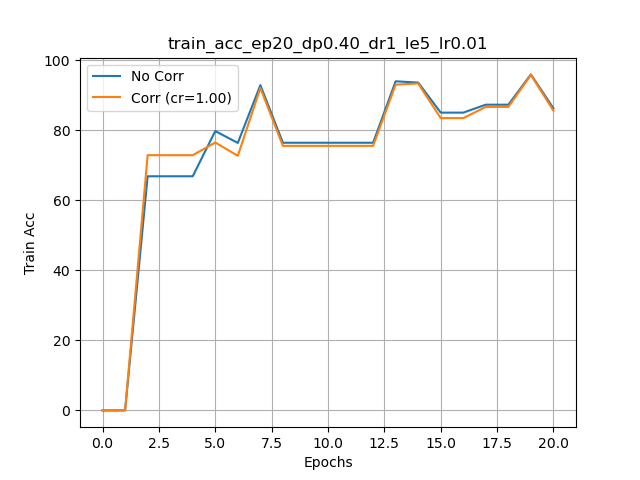 train_acc_ep20_dp0.40_dr1_le5_lr0.01
No Corr
Corr (cr=1.00)
Train Acc
100
80
60
40
20
0
0.0 2.5 5.0 7.5 10.0 12.5 15.0 17.5 20.0
Epochs